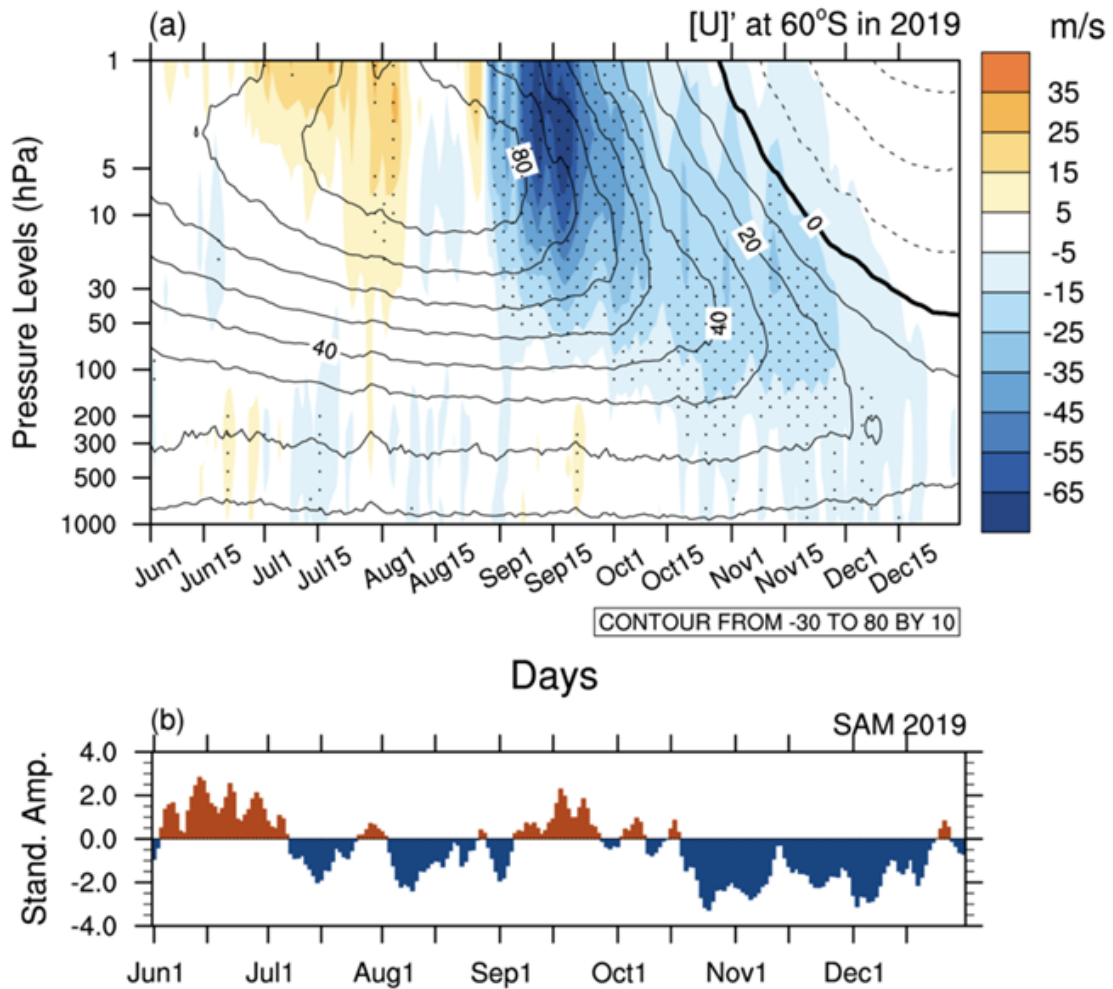 (a)
[U]' at 60°S in 2019
m/s
Pressure Levels (hPa)
1
5
10
30
50
100
200
300
500
1000
80
0
20
40
40
35
25
15
5
-5
-15
-25
-35
-45
-55
-65
Jun1 Jun15 Jul1 Jul15 Aug1 Aug15 Sep1 Sep15 Oct1 Oct15 Nov1 Nov15 Dec1 Dec15
CONTOUR FROM -30 TO 80 BY 10
Days
(b)
SAM 2019
Stand. Amp.
4.0
2.0
0.0
-2.0
-4.0
Jun1 Jul1 Aug1 Sep1 Oct1 Nov1 Dec1